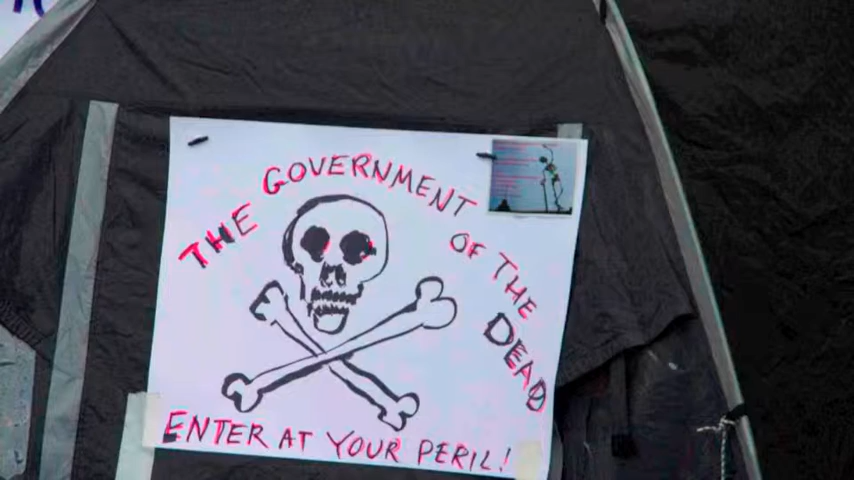 THE GOVERNMENT OF THE DEAD
ENTER AT YOUR PERIL!